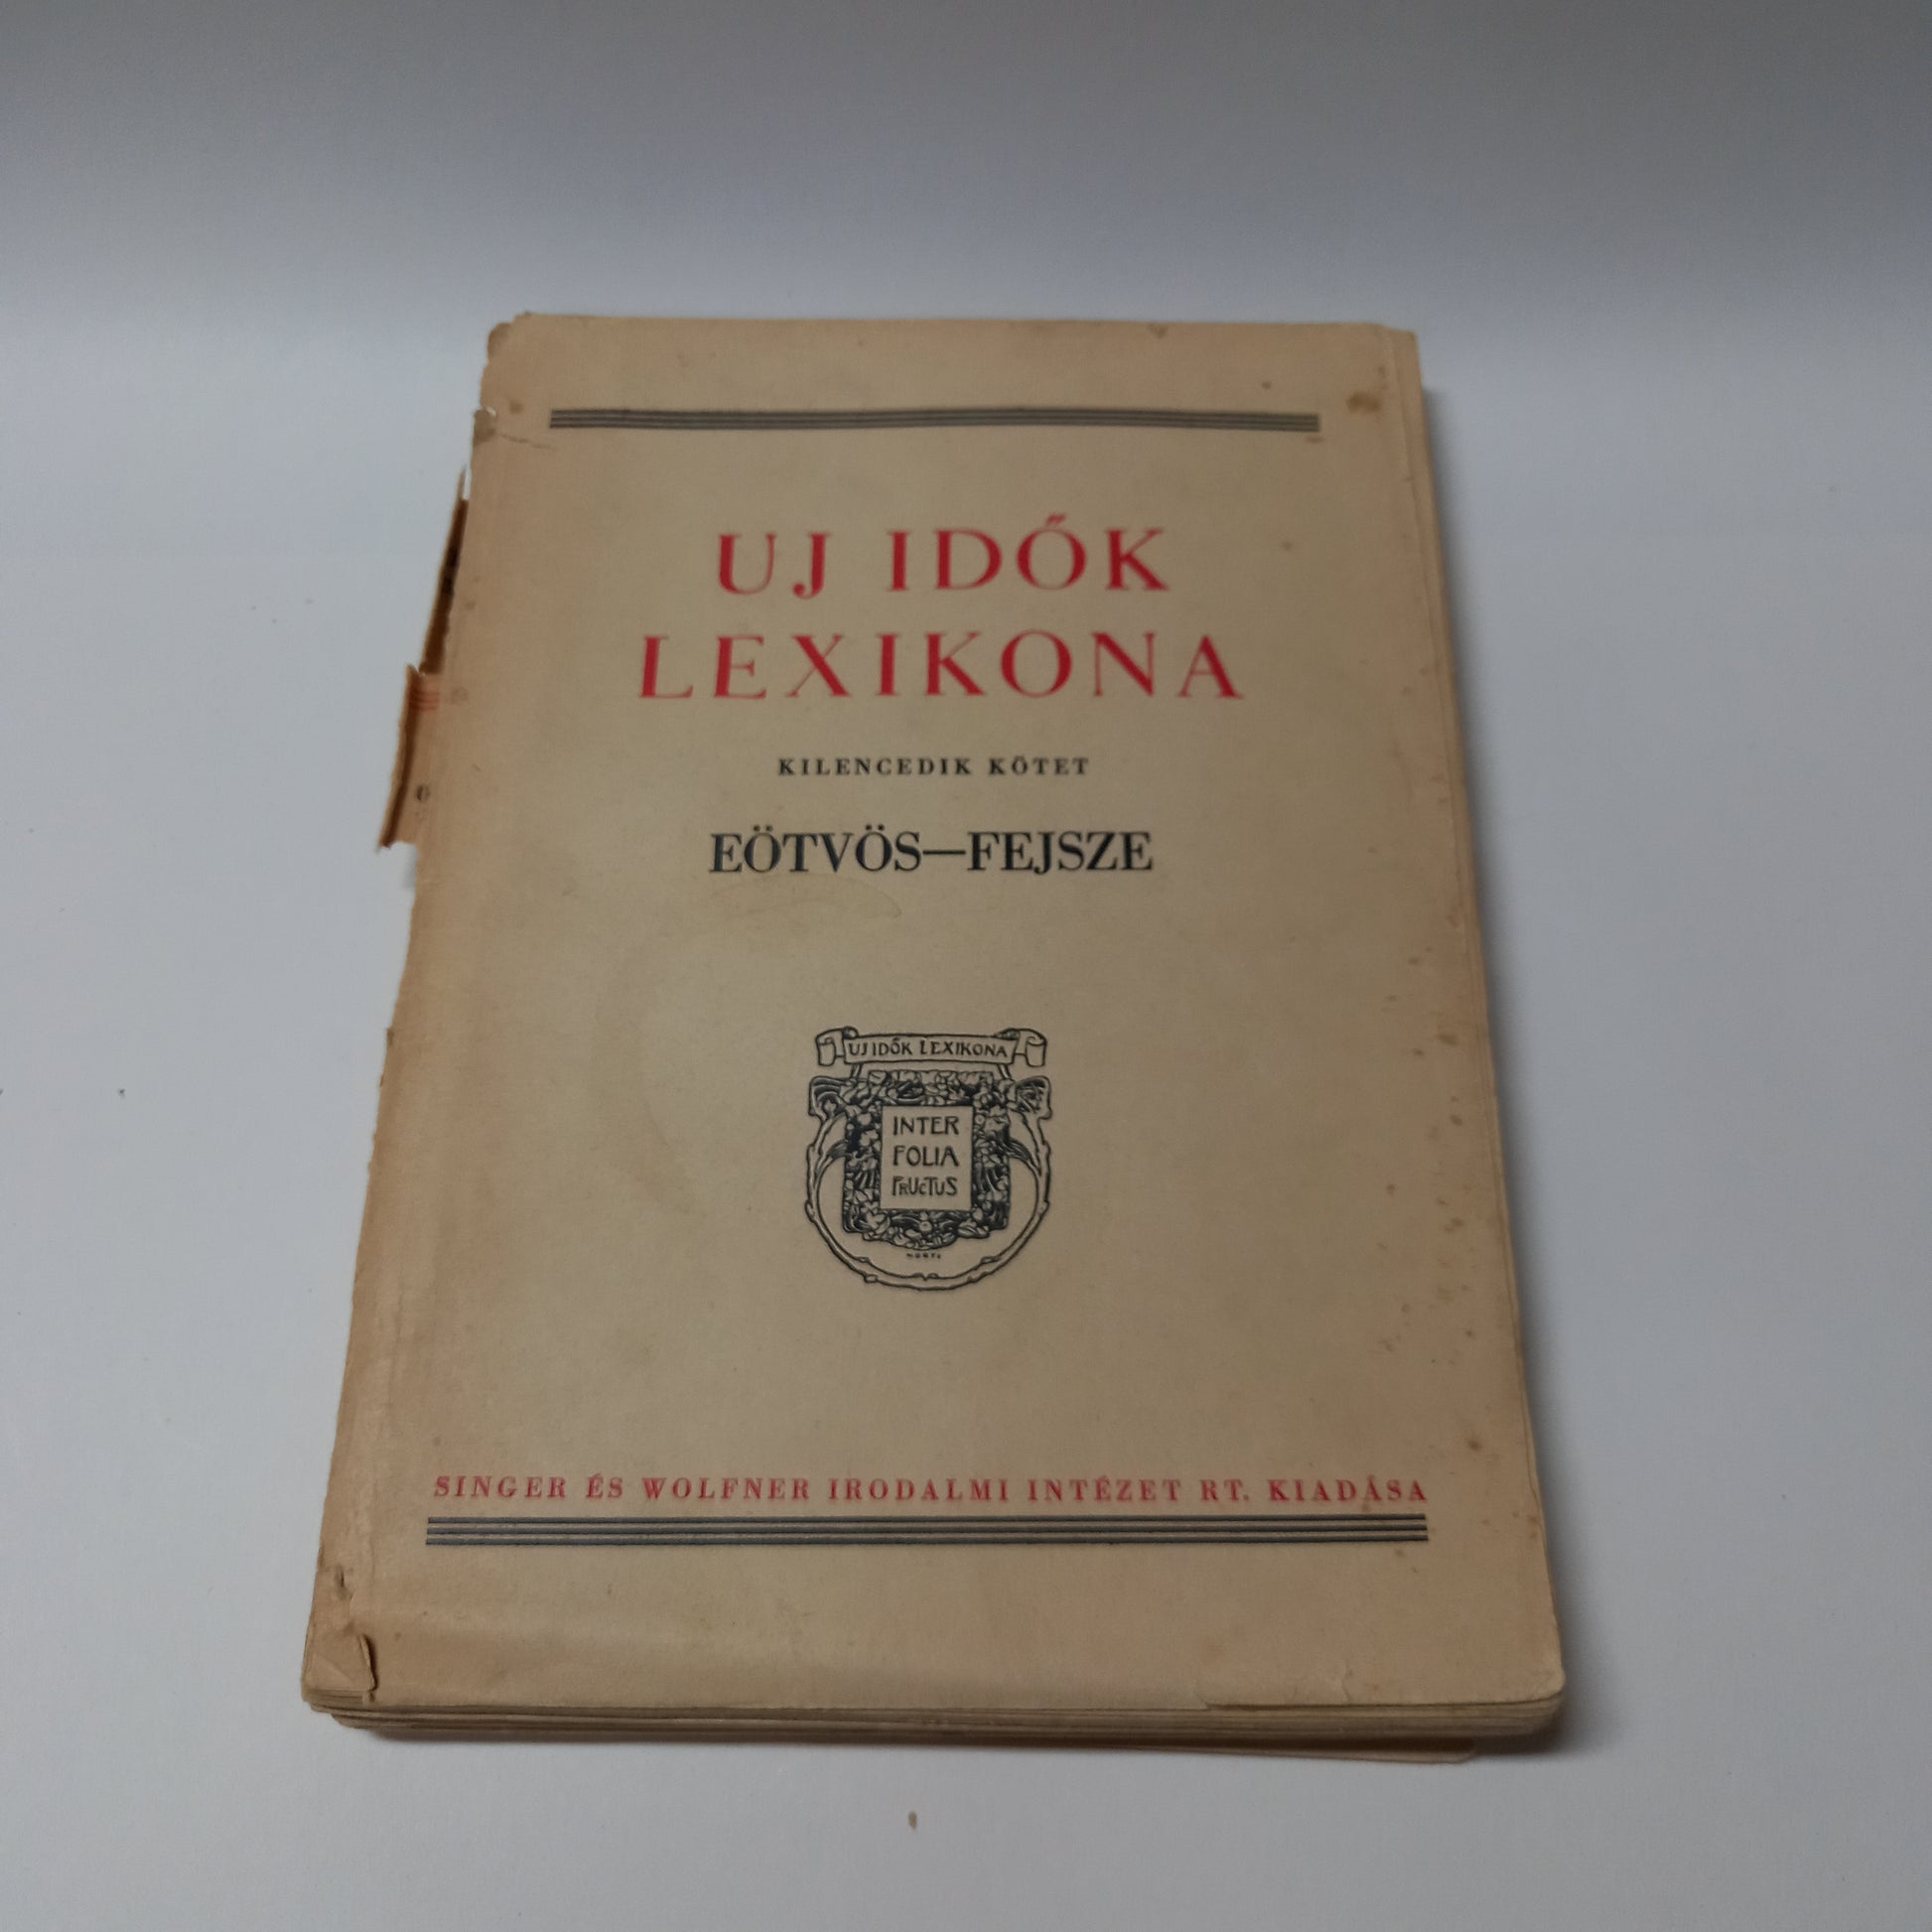 UJ IDŐK
LEXIKONA
KILENCEDIK KÖTET
EÖTVÖS—FEJSZE
UJ IDŐK LEXIKONA
INTER
FOLIA
FRUCTUS
SINGER ÉS WOLFNER IRODALMI INTÉZET RT. KIADÁSA